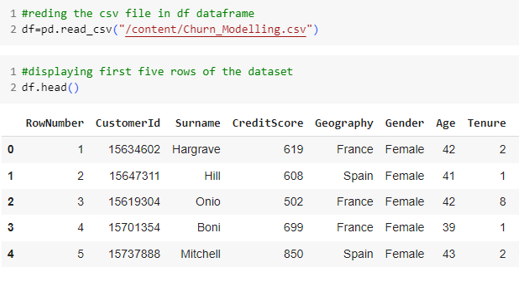 1 #reding the csv file in df dataframe
2 df=pd.read_csv("/content/Churn_Modelling.csv")
1 #displaying first five rows of the dataset
2 df.head()
RowNumber CustomerId Surname CreditScore Geography Gender Age Tenure
0 1 15634602 Hargrave 619 France Female 42 2
1 2 15647311 Hill 608 Spain Female 41 1
2 3 15619304 Onio 502 France Female 42 8
3 4 15701354 Boni 699 France Female 39 1
4 5 15737888 Mitchell 850 Spain Female 43 2